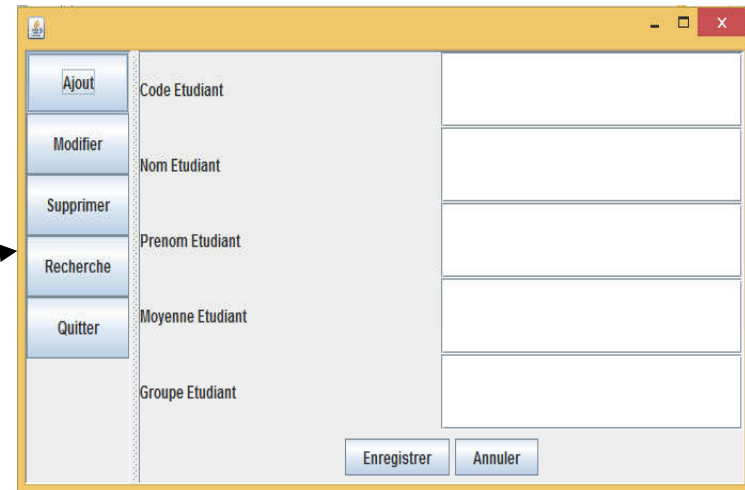 Ajout
Modifier
Supprimer
Recherche
Quitter
Code Etudiant
Nom Etudiant
Prenom Etudiant
Moyenne Etudiant
Groupe Etudiant
Enregistrer
Annuler